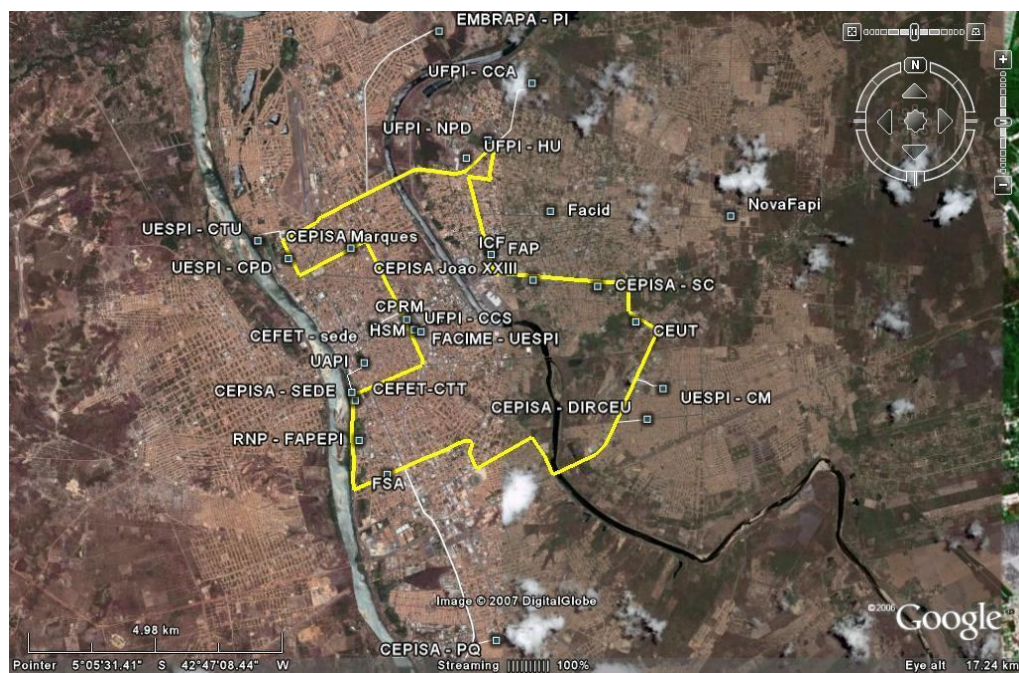 EMBRAPA - PI
UFPI - CCA
N
UFPI - NPD
UFPI - HU
NovaFapi
Facid
UESPI - CTU
CEPISA Marques
ICF
FAP
UESPI - CPD
CEPISA Joao XXIII
CEPISA - SC
CPRM
UFPI - CCS
CEFET - sede
HSM
FACIME - UESPI
CEUT
UAPI
CEPISA - SEDE
CEFET-CTT
UESPI - CM
CEPISA - DIRCEU
RNP - FAPEPI
FSA
Image © 2007 DigitalGlobe
© 2006 Google
4.98 km
CEPISA - PQ
Pointer 5°05'31.41" S 42°47'08.44" W Streaming 100% Eye alt 17.24 km